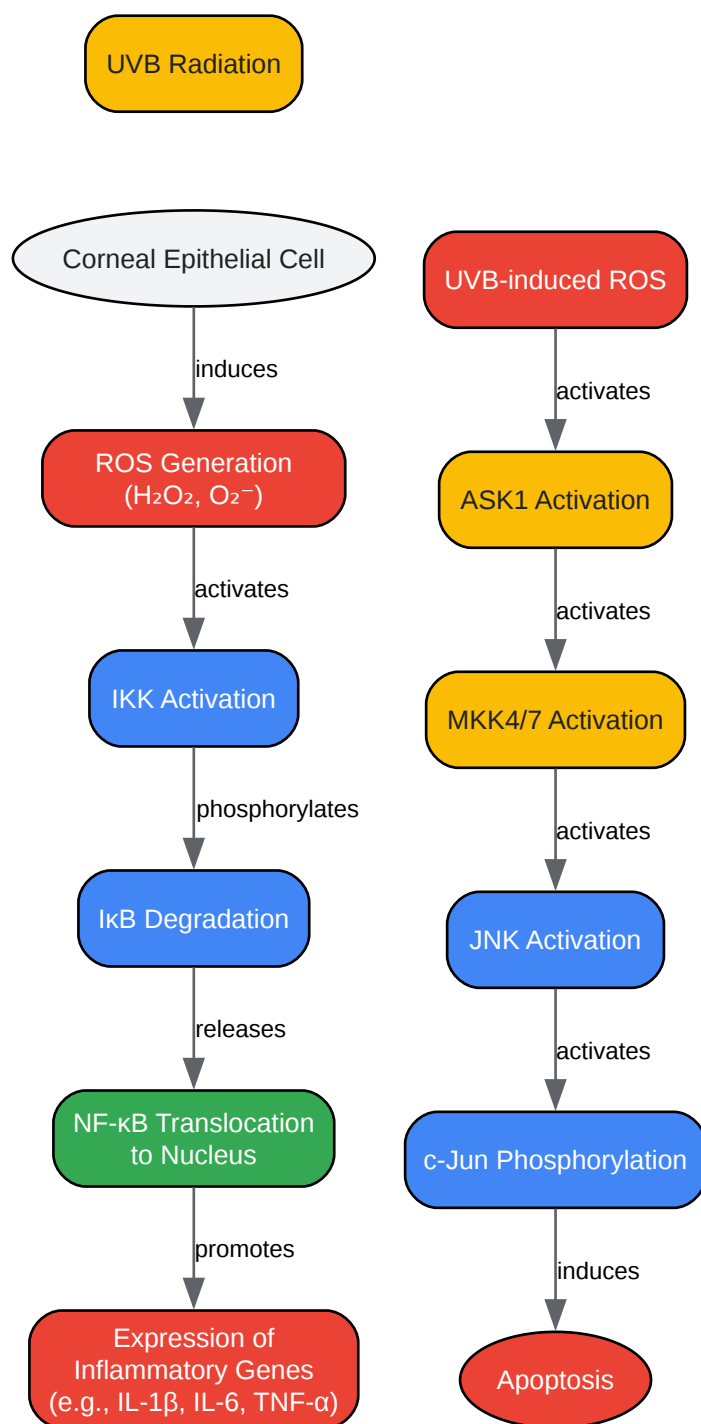 UVB Radiation
Corneal Epithelial Cell
induces
ROS Generation
(H₂O₂, O₂⁻)
activates
IKK Activation
phosphorylates
IκB Degradation
releases
NF-κB Translocation
to Nucleus
promotes
Expression of
Inflammatory Genes
(e.g., IL-1β, IL-6, TNF-α)
UVB-induced ROS
activates
ASK1 Activation
activates
MKK4/7 Activation
activates
JNK Activation
activates
c-Jun Phosphorylation
induces
Apoptosis